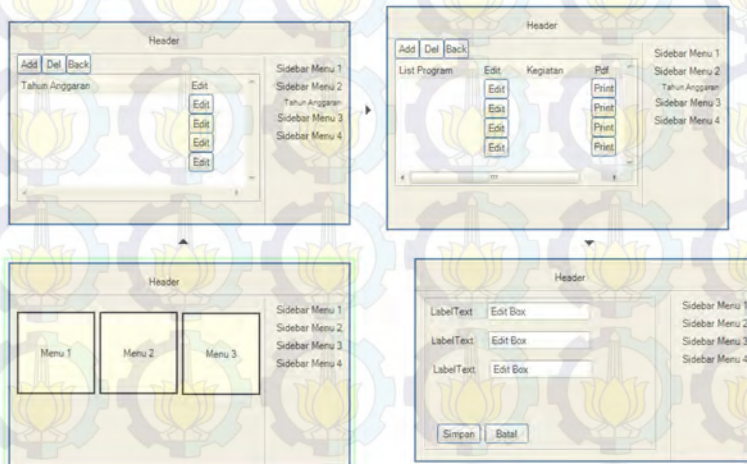 Header
Add Del Back
Tahun Anggaran Edit
Edit
Edit
Edit
Edit
Sidebar Menu 1
Sidebar Menu 2
Tahun Anggaran
Sidebar Menu 3
Sidebar Menu 4
Header
Add Del Back
List Program Edit Kegiatan Pdf
Edit Print
Edit Print
Edit Print
Edit Print
Sidebar Menu 1
Sidebar Menu 2
Tahun Anggaran
Sidebar Menu 3
Sidebar Menu 4
Header
Menu 1 Menu 2 Menu 3
Sidebar Menu 1
Sidebar Menu 2
Sidebar Menu 3
Sidebar Menu 4
Header
LabelText Edit Box
LabelText Edit Box
LabelText Edit Box
Simpan Batal
Sidebar Menu 1
Sidebar Menu 2
Sidebar Menu 3
Sidebar Menu 4